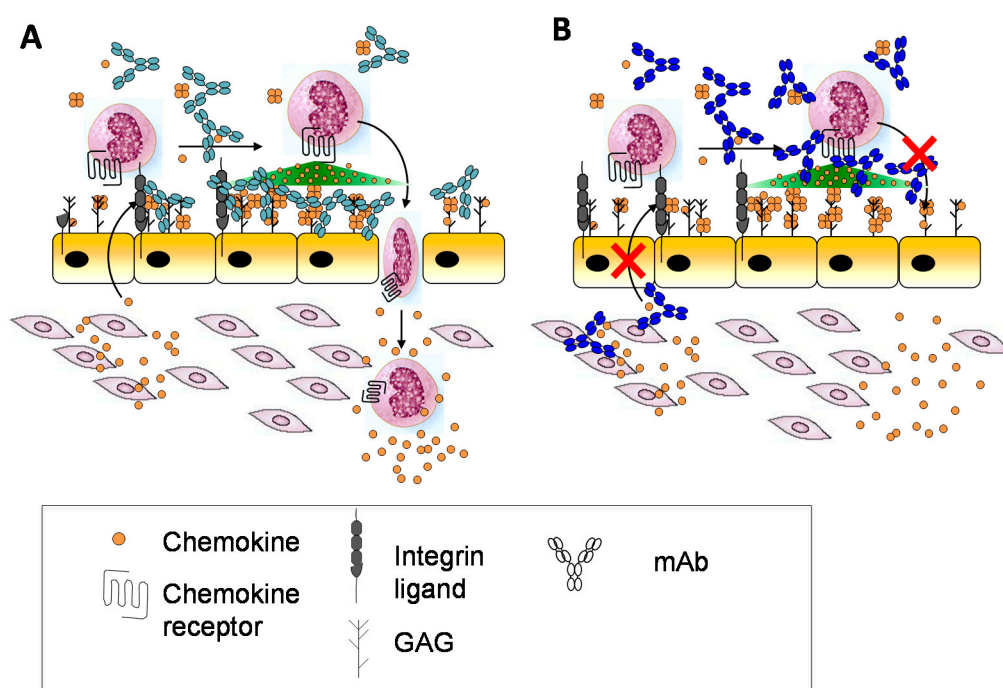 A
B
Chemokine
Chemokine
receptor
Integrin
ligand
GAG
mAb